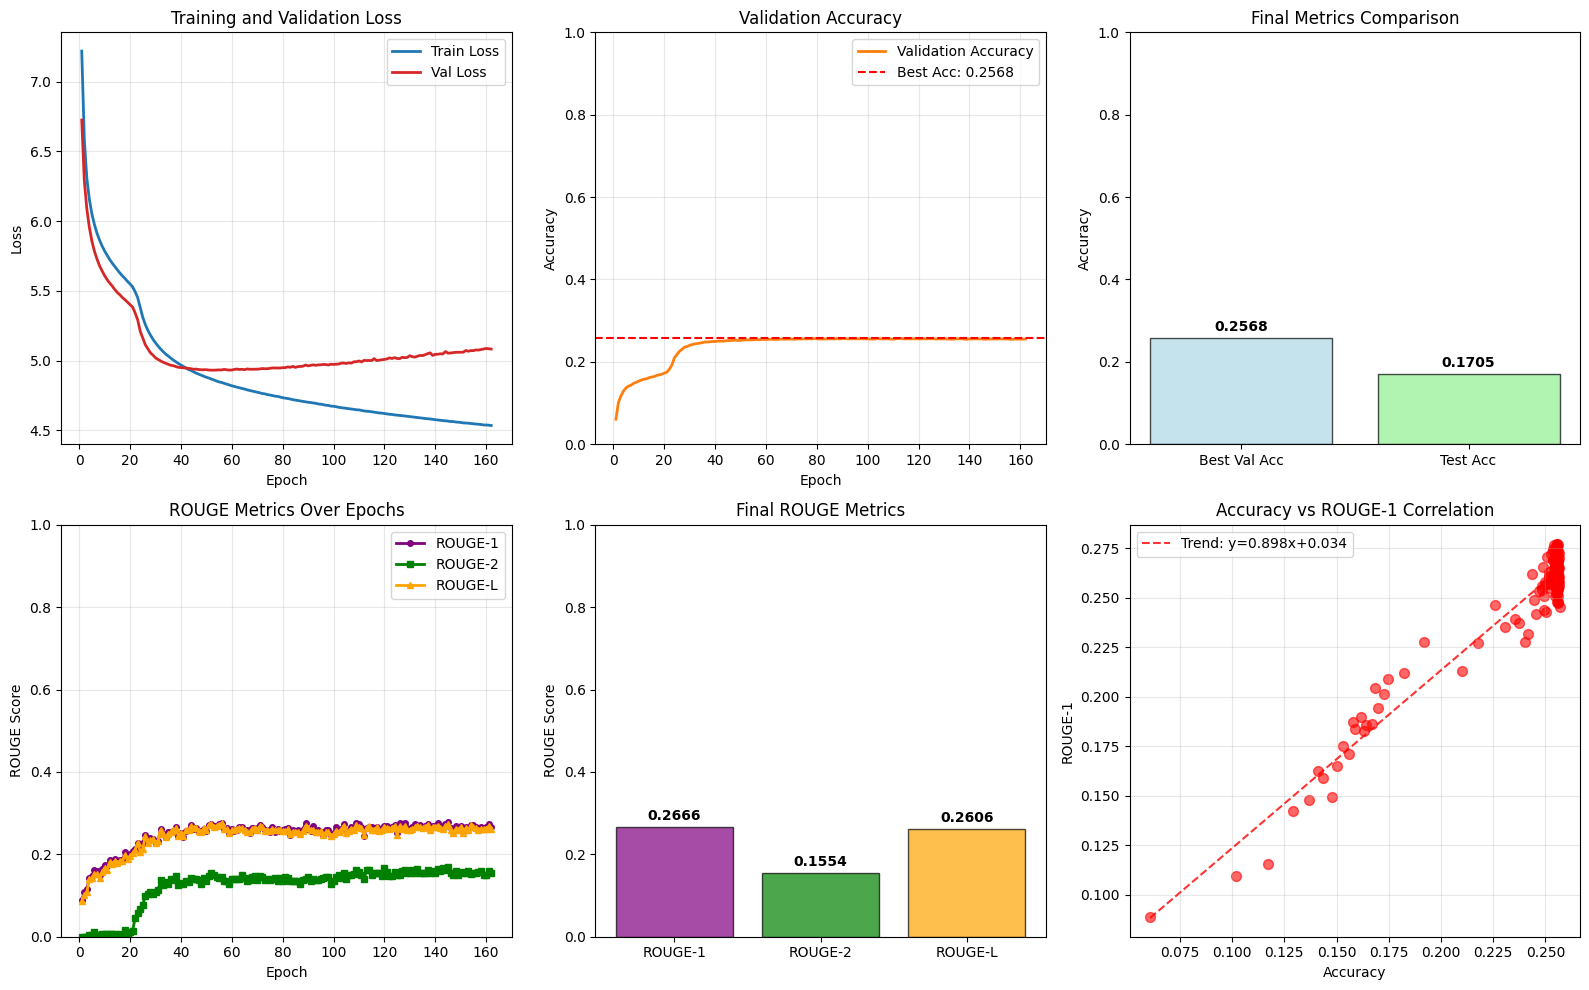 Training and Validation Loss
Train Loss
Val Loss
7.0
6.5
6.0
5.5
5.0
4.5
Loss
0 20 40 60 80 100 120 140 160
Epoch
Validation Accuracy
Validation Accuracy
Best Acc: 0.2568
1.0
0.8
0.6
0.4
0.2
0.0
Accuracy
0 20 40 60 80 100 120 140 160
Epoch
Final Metrics Comparison
1.0
0.8
0.6
0.4
0.2
0.0
Accuracy
0.2568
0.1705
Best Val Acc Test Acc
ROUGE Metrics Over Epochs
ROUGE-1
ROUGE-2
ROUGE-L
1.0
0.8
0.6
0.4
0.2
0.0
ROUGE Score
0 20 40 60 80 100 120 140 160
Epoch
Final ROUGE Metrics
1.0
0.8
0.6
0.4
0.2
0.0
ROUGE Score
0.2666
0.1554
0.2606
ROUGE-1 ROUGE-2 ROUGE-L
Accuracy vs ROUGE-1 Correlation
Trend: y=0.898x+0.034
0.275
0.250
0.225
0.200
0.175
0.150
0.125
0.100
ROUGE-1
0.075 0.100 0.125 0.150 0.175 0.200 0.225 0.250
Accuracy